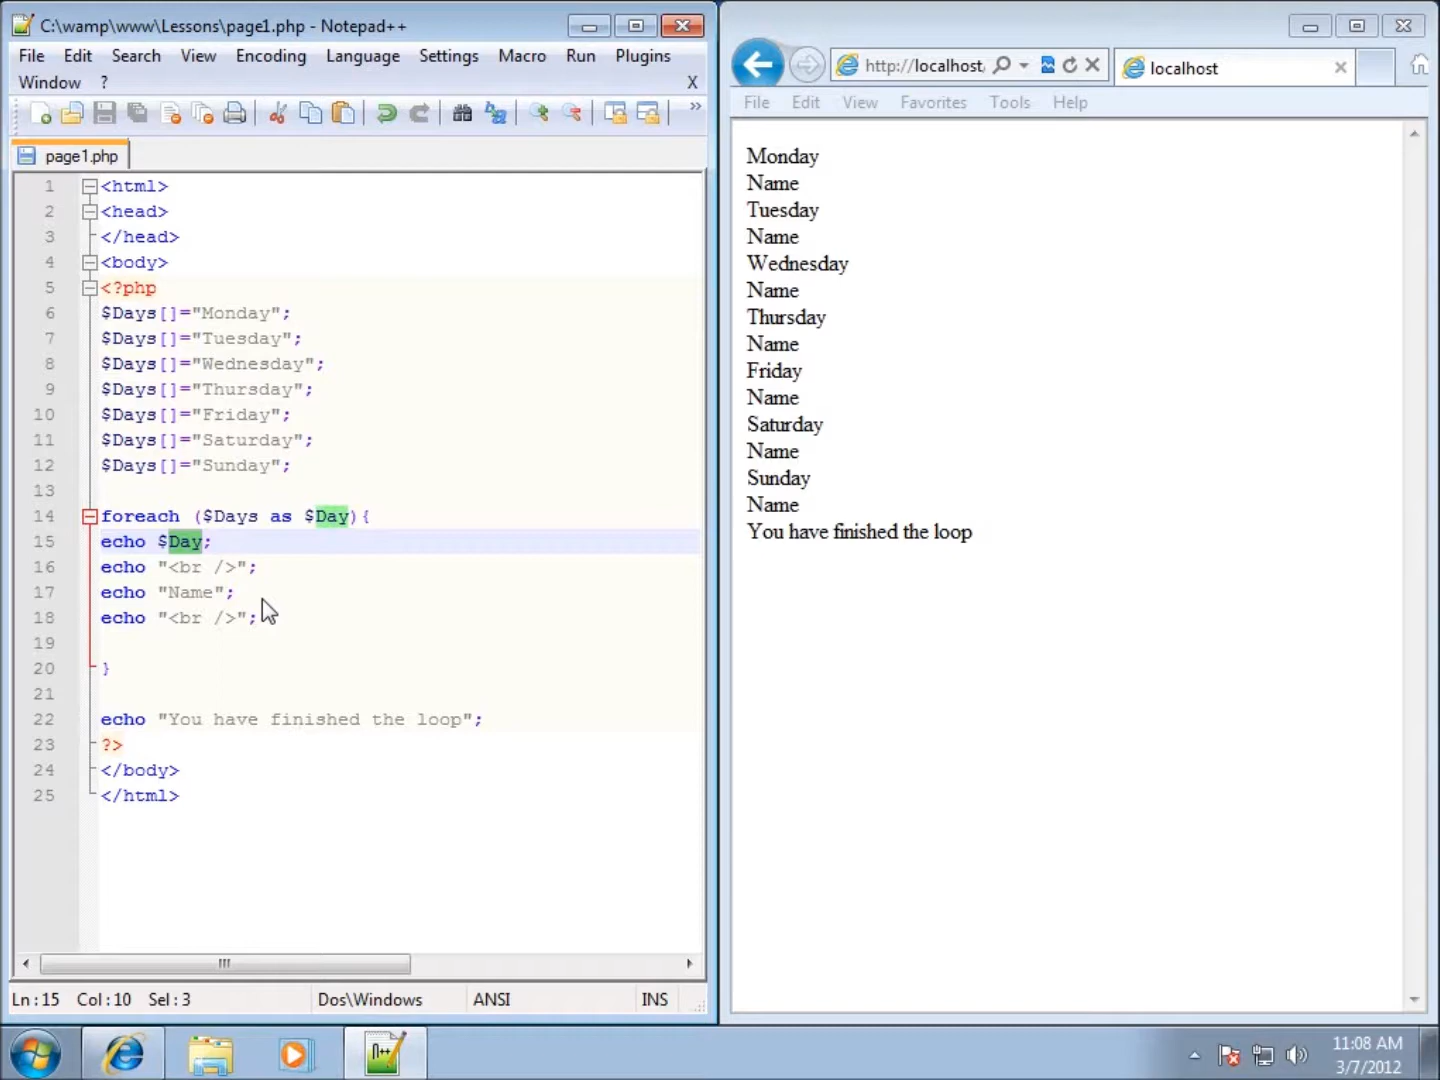 C:\wamp\www\Lessons\page1.php - Notepad++
File Edit Search View Encoding Language Settings Macro Run Plugins
Window ? X
page1.php
1 <html>
2 <head>
3 </head>
4 <body>
5 <?php
6 $Days[]="Monday";
7 $Days[]="Tuesday";
8 $Days[]="Wednesday";
9 $Days[]="Thursday";
10 $Days[]="Friday";
11 $Days[]="Saturday";
12 $Days[]="Sunday";
13
14 foreach ($Days as $Day){
15 echo $Day;
16 echo "<br />";
17 echo "Name";
18 echo "<br />";
19
20 }
21
22 echo "You have finished the loop";
23 ?>
24 </body>
25 </html>
Ln:15 Col:10 Sel:3 Dos\Windows ANSI INS
http://localhost
localhost
File Edit View Favorites Tools Help
Monday
Name
Tuesday
Name
Wednesday
Name
Thursday
Name
Friday
Name
Saturday
Name
Sunday
Name
You have finished the loop
11:08 AM
3/7/2012